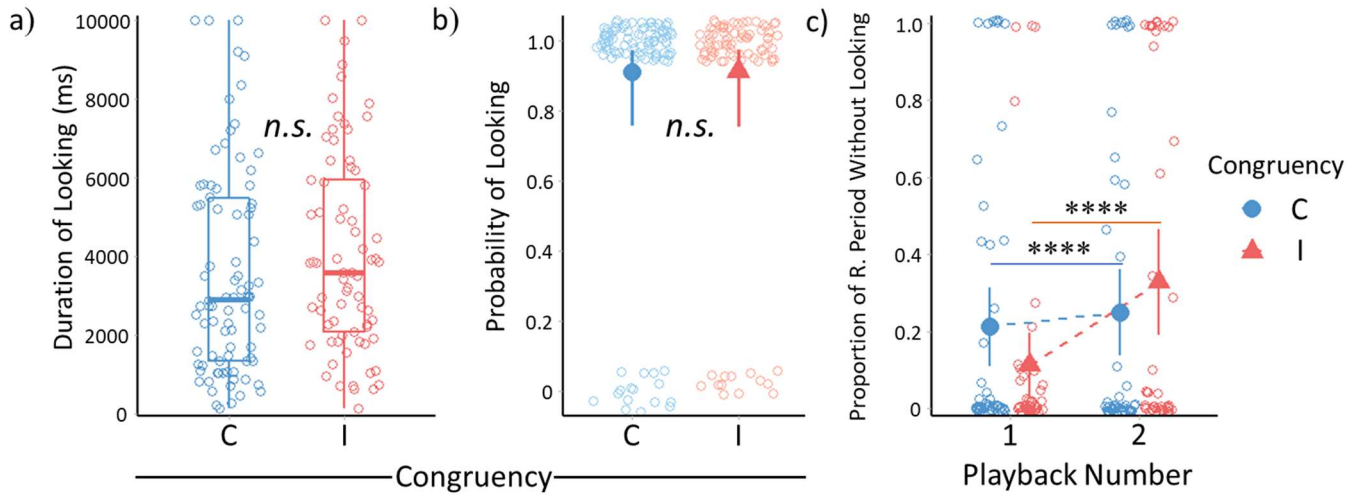 a)
Duration of Looking (ms)
10000
8000
6000
4000
2000
0
n.s.
C
I
b)
Probability of Looking
1.0
0.8
0.6
0.4
0.2
0
n.s.
C
I
Congruency
c)
Proportion of R. Period Without Looking
1.0
0.8
0.6
0.4
0.2
0
****
****
1
2
Playback Number
Congruency
C
I